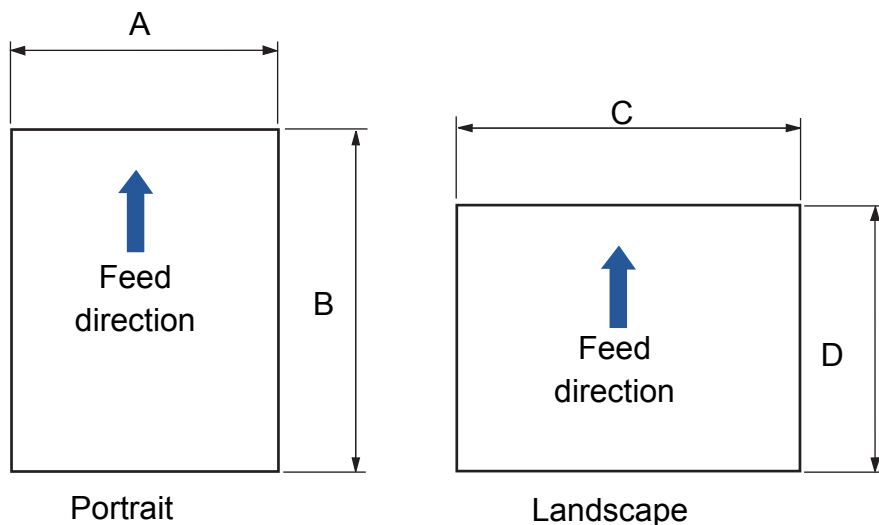 A
Feed
direction
B
Portrait
C
Feed
direction
D
Landscape